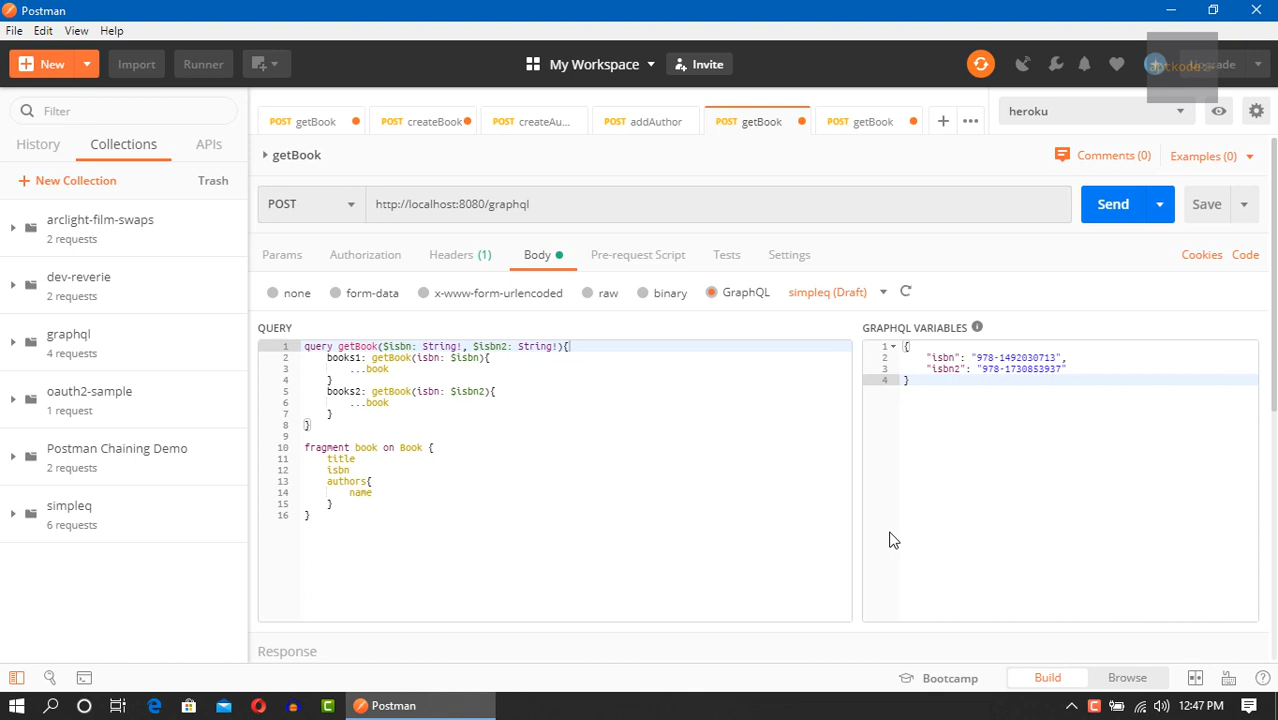 Postman
File Edit View Help
New Import Runner My Workspace Invite Upgrade
aptkode
Filter
History Collections APIs
New Collection Trash
arclight-film-swaps
2 requests
dev-reverie
2 requests
graphql
4 requests
oauth2-sample
1 request
Postman Chaining Demo
2 requests
simpleq
6 requests
POST getBook POST createBook POST createAu... POST addAuthor POST getBook POST getBook heroku
getBook Comments (0) Examples (0)
POST http://localhost:8080/graphql Send Save
Params Authorization Headers (1) Body Pre-request Script Tests Settings Cookies Code
none form-data x-www-form-urlencoded raw binary GraphQL simpleq (Draft)
QUERY
1 query getBook($isbn: String!, $isbn2: String!){
2 books1: getBook(isbn: $isbn){
3 ...book
4 }
5 books2: getBook(isbn: $isbn2){
6 ...book
7 }
8 }
9
10 fragment book on Book {
11 title
12 isbn
13 authors{
14 name
15 }
16 }
GRAPHQL VARIABLES
1 {
2 "isbn": "978-1492030713",
3 "isbn2": "978-1730853937"
4 }
Response
Bootcamp Build Browse
Postman 12:47 PM